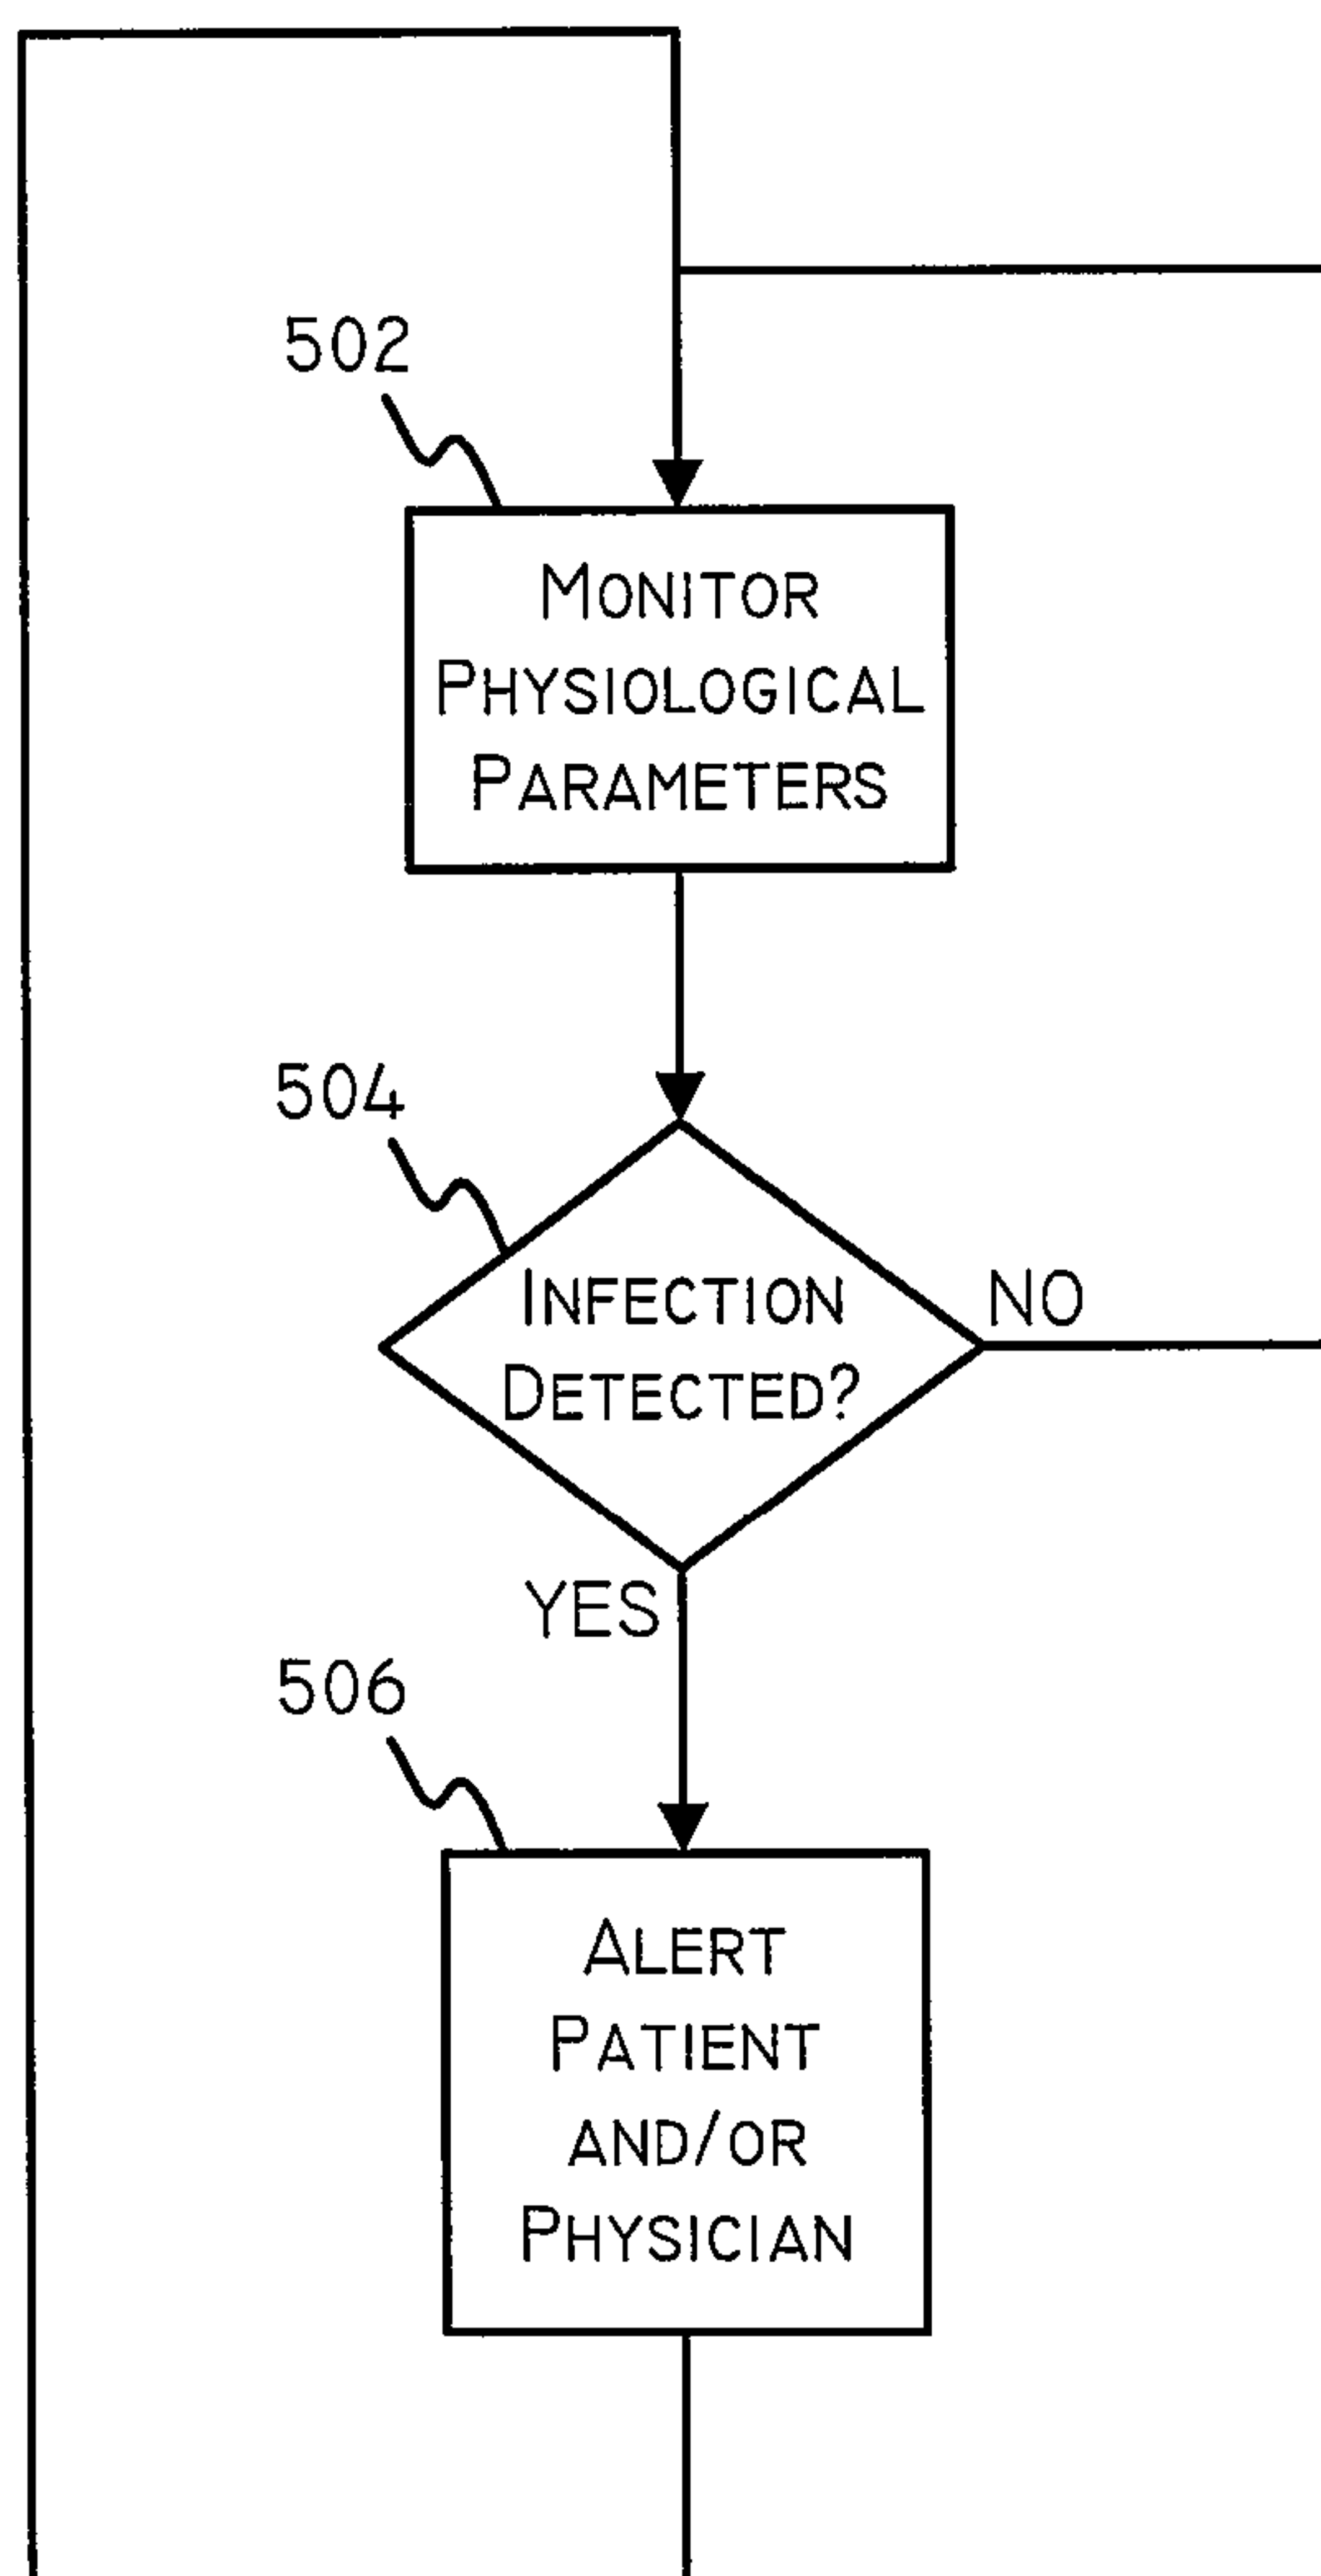 502
MONITOR
PHYSIOLOGICAL
PARAMETERS
504
INFECTION
DETECTED?
NO
YES
506
ALERT
PATIENT
AND/OR
PHYSICIAN